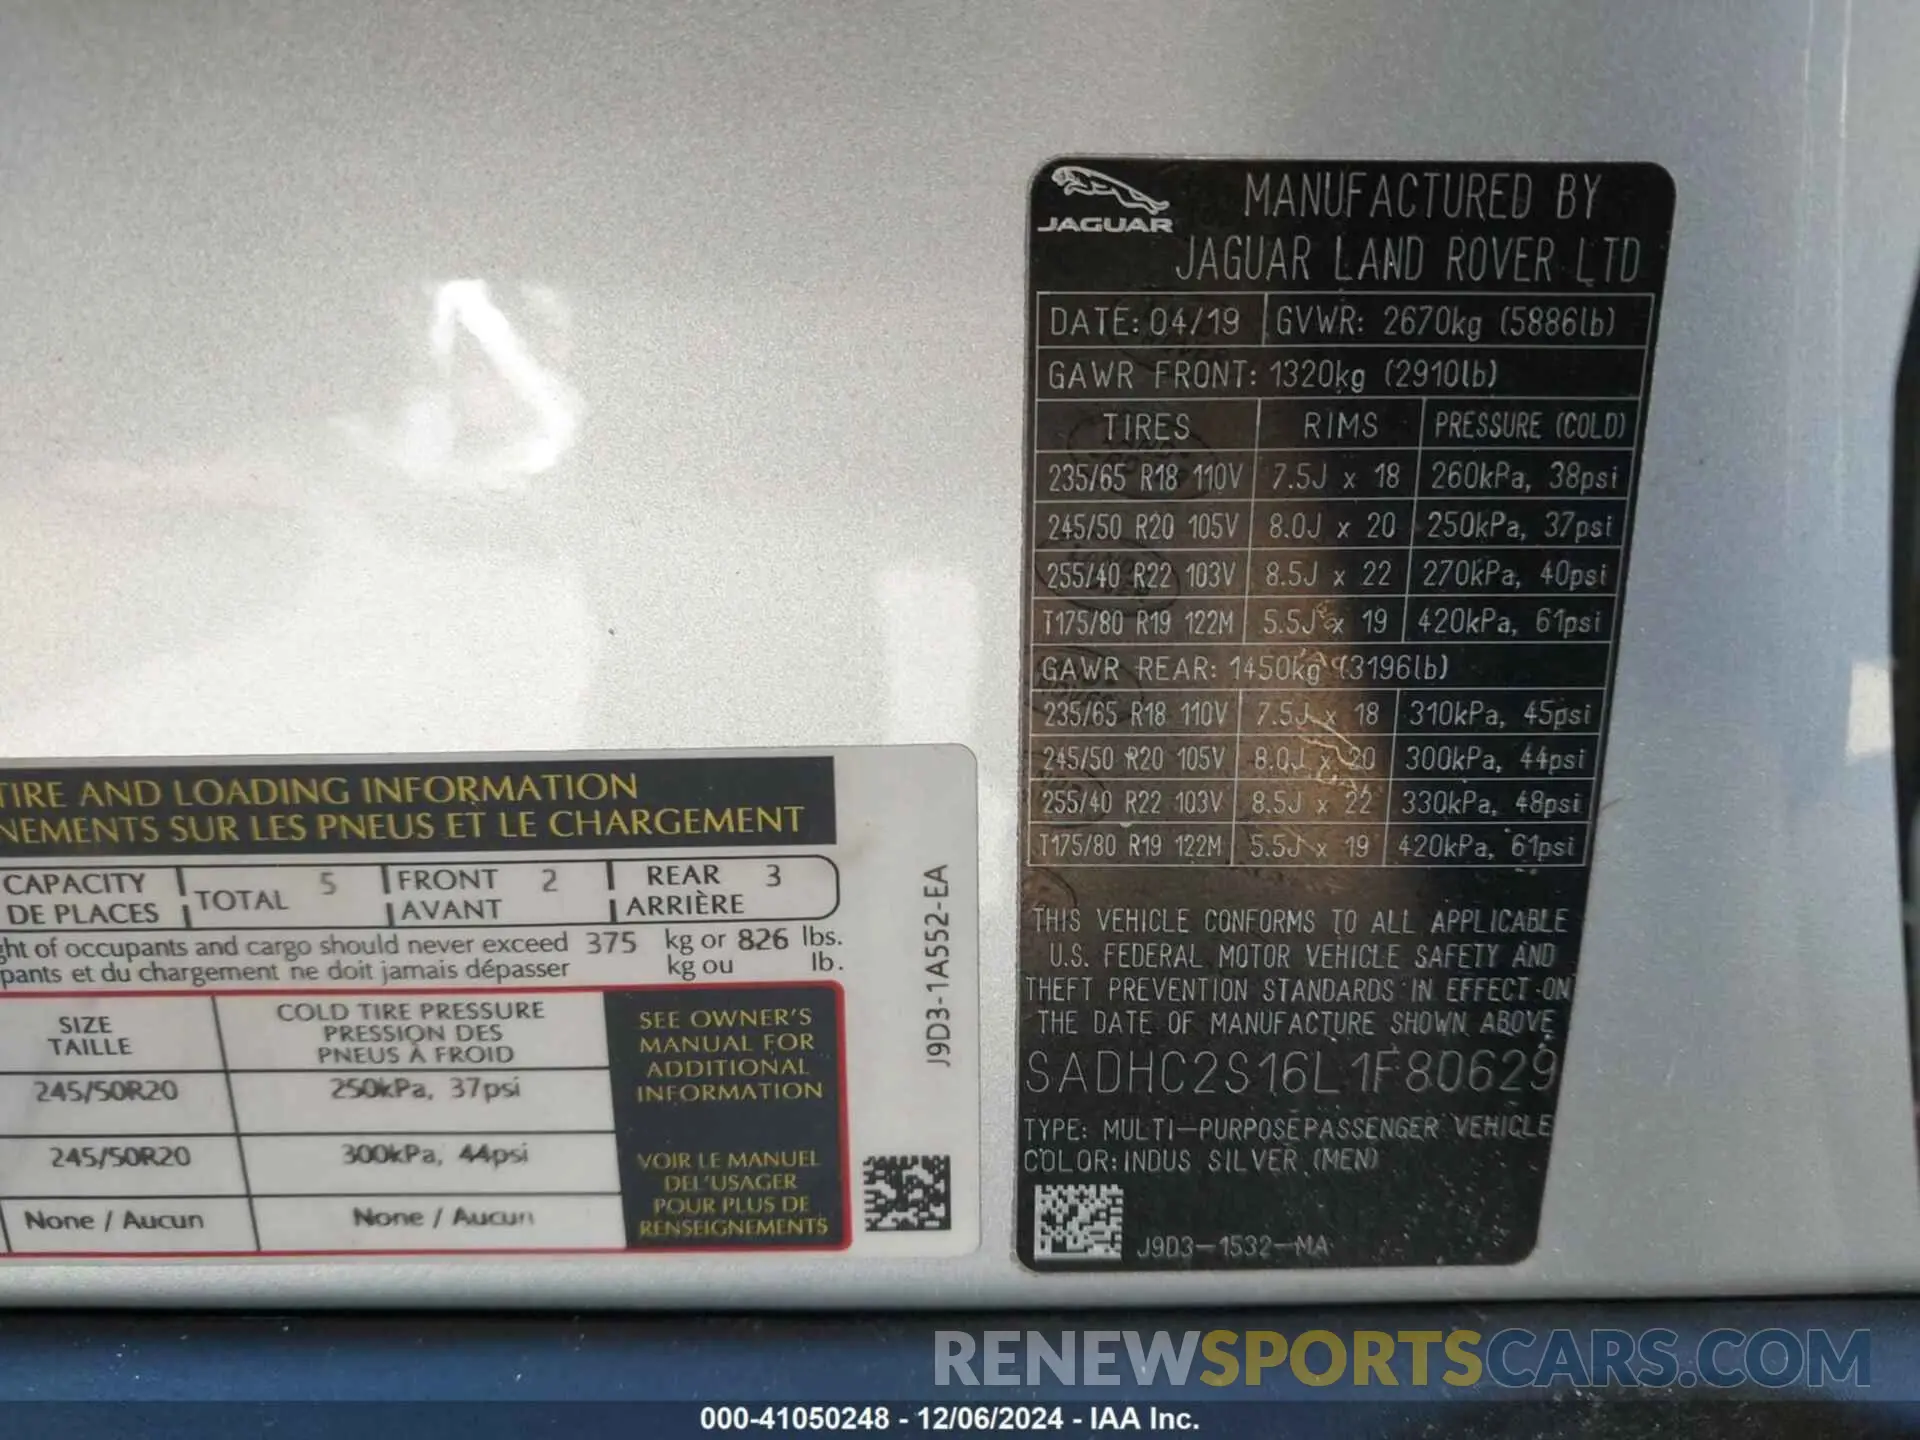 JAGUAR
MANUFACTURED BY
JAGUAR LAND ROVER LTD
DATE: 04/19 GVWR: 2670kg (5886lb)
GAWR FRONT: 1320kg (2910lb)
TIRES RIMS PRESSURE (COLD)
235/65 R18 110V 7.5J x 18 260kPa, 38psi
245/50 R20 105V 8.0J x 20 250kPa, 37psi
255/40 R22 103V 8.5J x 22 270kPa, 40psi
T175/80 R19 122M 5.5J x 19 420kPa, 61psi
GAWR REAR: 1450kg (3196lb)
235/65 R18 110V 7.5J x 18 310kPa, 45psi
245/50 R20 105V 8.0J x 20 300kPa, 44psi
255/40 R22 103V 8.5J x 22 330kPa, 48psi
T175/80 R19 122M 5.5J x 19 420kPa, 61psi
THIS VEHICLE CONFORMS TO ALL APPLICABLE
U.S. FEDERAL MOTOR VEHICLE SAFETY AND
THEFT PREVENTION STANDARDS IN EFFECT ON
THE DATE OF MANUFACTURE SHOWN ABOVE
SADHC2S16L1F80629
TYPE: MULTI-PURPOSE PASSENGER VEHICLE
COLOR: INDUS SILVER (MEN)
J9D3-1532-MA
TIRE AND LOADING INFORMATION
NEMENTS SUR LES PNEUS ET LE CHARGEMENT
CAPACITY TOTAL 5 FRONT 2 REAR 3
DE PLACES AVANT ARRIÈRE
ght of occupants and cargo should never exceed 375 kg or 826 lbs.
pants et du chargement ne doit jamais dépasser kg ou lb.
SIZE
TAILLE
COLD TIRE PRESSURE
PRESSION DES
PNEUS À FROID
245/50R20 250kPa, 37psi
245/50R20 300kPa, 44psi
None / Aucun None / Aucun
SEE OWNER'S
MANUAL FOR
ADDITIONAL
INFORMATION
VOIR LE MANUEL
DEL'USAGER
POUR PLUS DE
RENSEIGNEMENTS
J9D3-1A552-EA
RENEWSPORTSCARS.COM
000-41050248 - 12/06/2024 - IAA Inc.